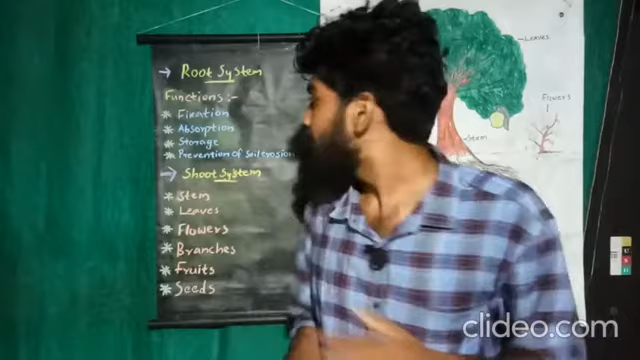 → Root System
Functions:-
* Fixation
* Absorption
* Storage
* Prevention of Soil erosion
→ Shoot System
* Stem
* Leaves
* Flowers
* Branches
* Fruits
* Seeds
Leaves
Flowers
Stem
clideo.com